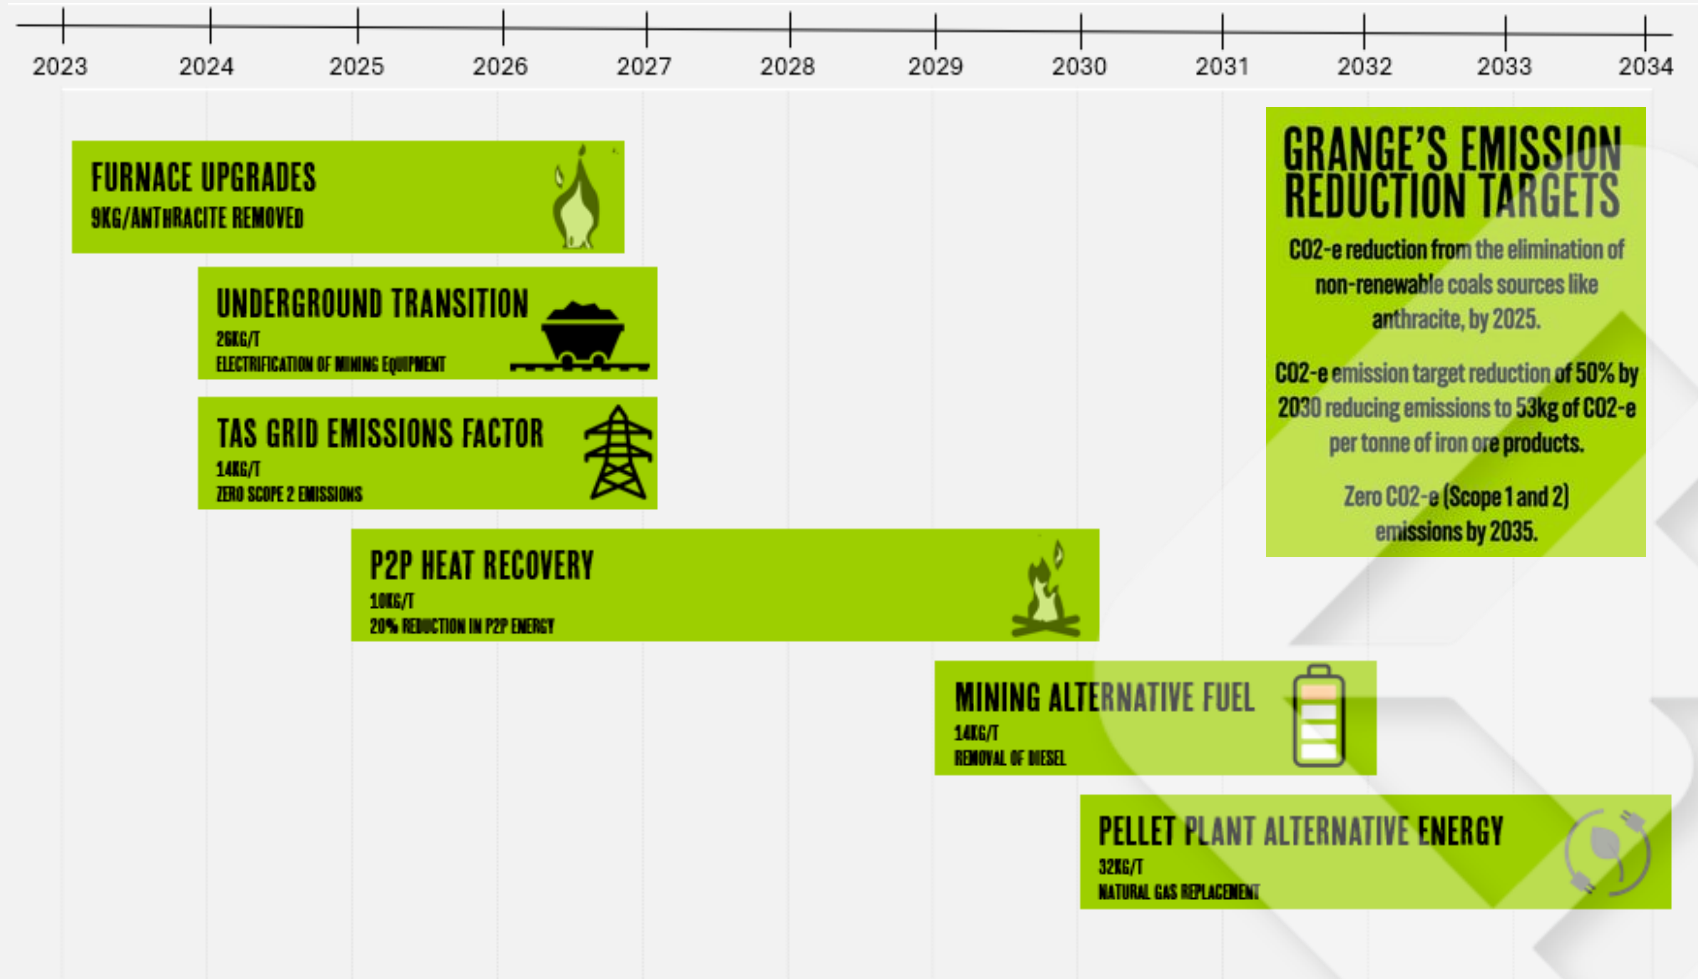 2023 2024 2025 2026 2027 2028 2029 2030 2031 2032 2033 2034
FURNACE UPGRADES
9KG/ANTHRACITE REMOVED
UNDERGROUND TRANSITION
26KG/T
ELECTRIFICATION OF MINING EQUIPMENT
TAS GRID EMISSIONS FACTOR
14KG/T
ZERO SCOPE 2 EMISSIONS
P2P HEAT RECOVERY
10KG/T
20% REDUCTION IN P2P ENERGY
MINING ALTERNATIVE FUEL
14KG/T
REMOVAL OF DIESEL
PELLET PLANT ALTERNATIVE ENERGY
32KG/T
NATURAL GAS REPLACEMENT
GRANGE'S EMISSION
REDUCTION TARGETS
CO2-e reduction from the elimination of
non-renewable coals sources like
anthracite, by 2025.
CO2-e emission target reduction of 50% by
2030 reducing emissions to 53kg of CO2-e
per tonne of iron ore products.
Zero CO2-e (Scope 1 and 2)
emissions by 2035.